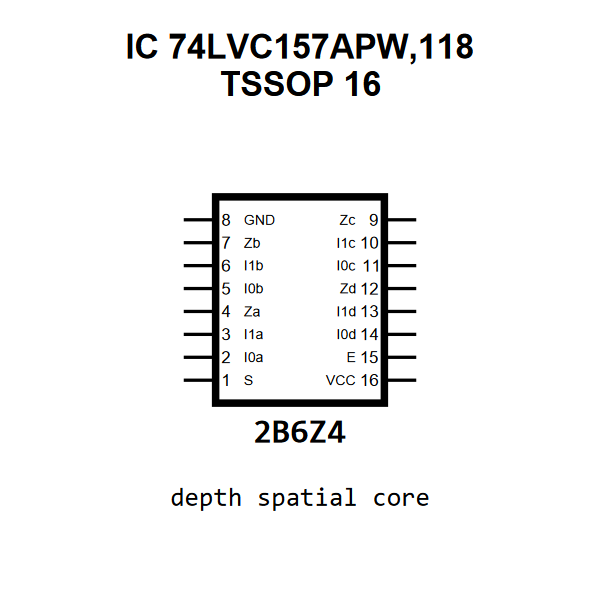 IC 74LVC157APW,118
TSSOP 16
8 GND Zc 9
7 Zb I1c 10
6 I1b I0c 11
5 I0b Zd 12
4 Za I1d 13
3 I1a I0d 14
2 I0a E 15
1 S VCC 16
2B6Z4
depth spatial core